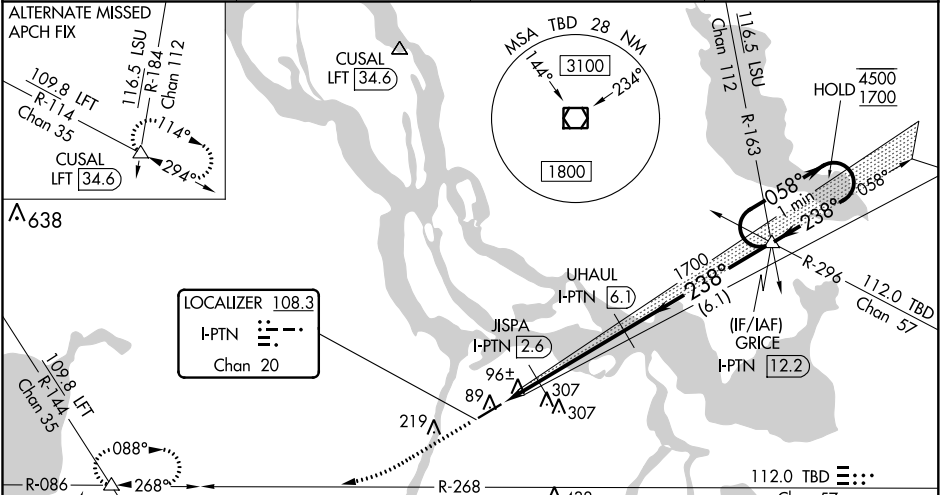 ALTERNATE MISSED
APCH FIX
116.5 LSU
R-184
Chan 112
109.8 LFT
R-114
Chan 35
114°
294°
CUSAL
LFT 34.6
CUSAL
LFT 34.6
MSA TBD 28 NM
144°
3100
234°
1800
116.5 LSU
Chan 112
R-163
HOLD 4500
1700
058°
1 min
238°
058°
638
1700
238°
(6.1)
UHAUL
I-PTN 6.1
R-296
112.0 TBD
Chan 57
(IF/IAF)
GRICE
I-PTN 12.2
LOCALIZER 108.3
I-PTN
Chan 20
JISPA
I-PTN 2.6
96±
89
307
307
219
109.8 LFT
R-144
Chan 35
088°
R-086
268°
R-268
112.0 TBD